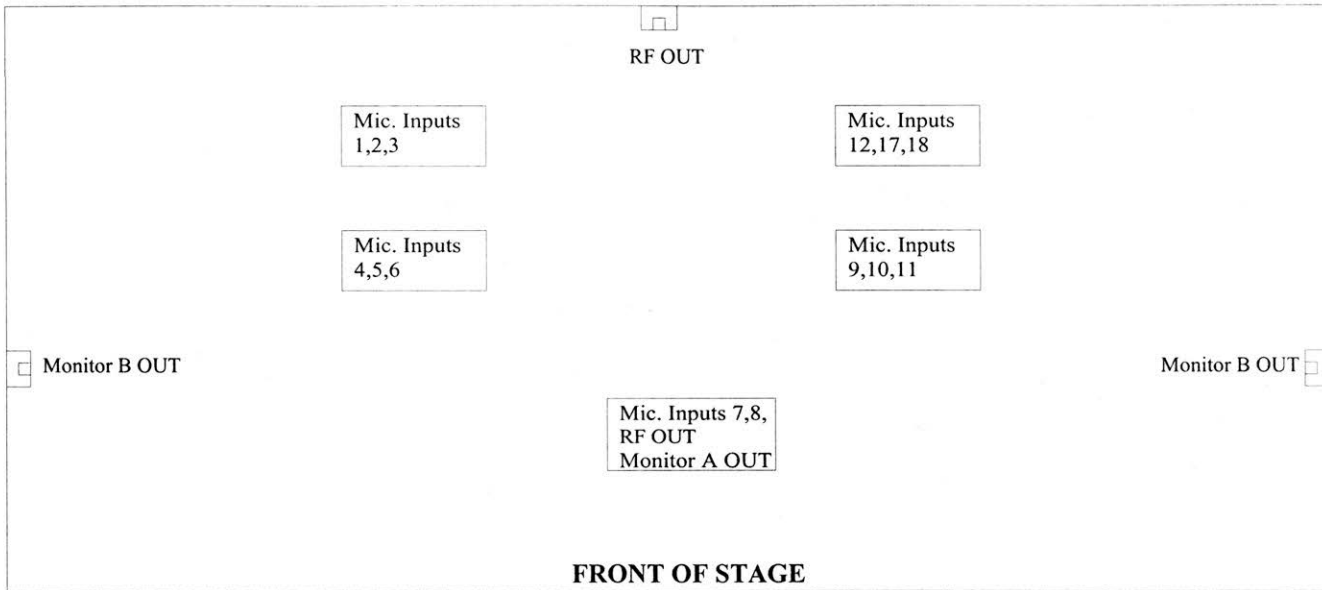 RF OUT
Mic. Inputs
1,2,3
Mic. Inputs
12,17,18
Mic. Inputs
4,5,6
Mic. Inputs
9,10,11
Monitor B OUT
Monitor B OUT
Mic. Inputs 7,8,
RF OUT
Monitor A OUT
FRONT OF STAGE